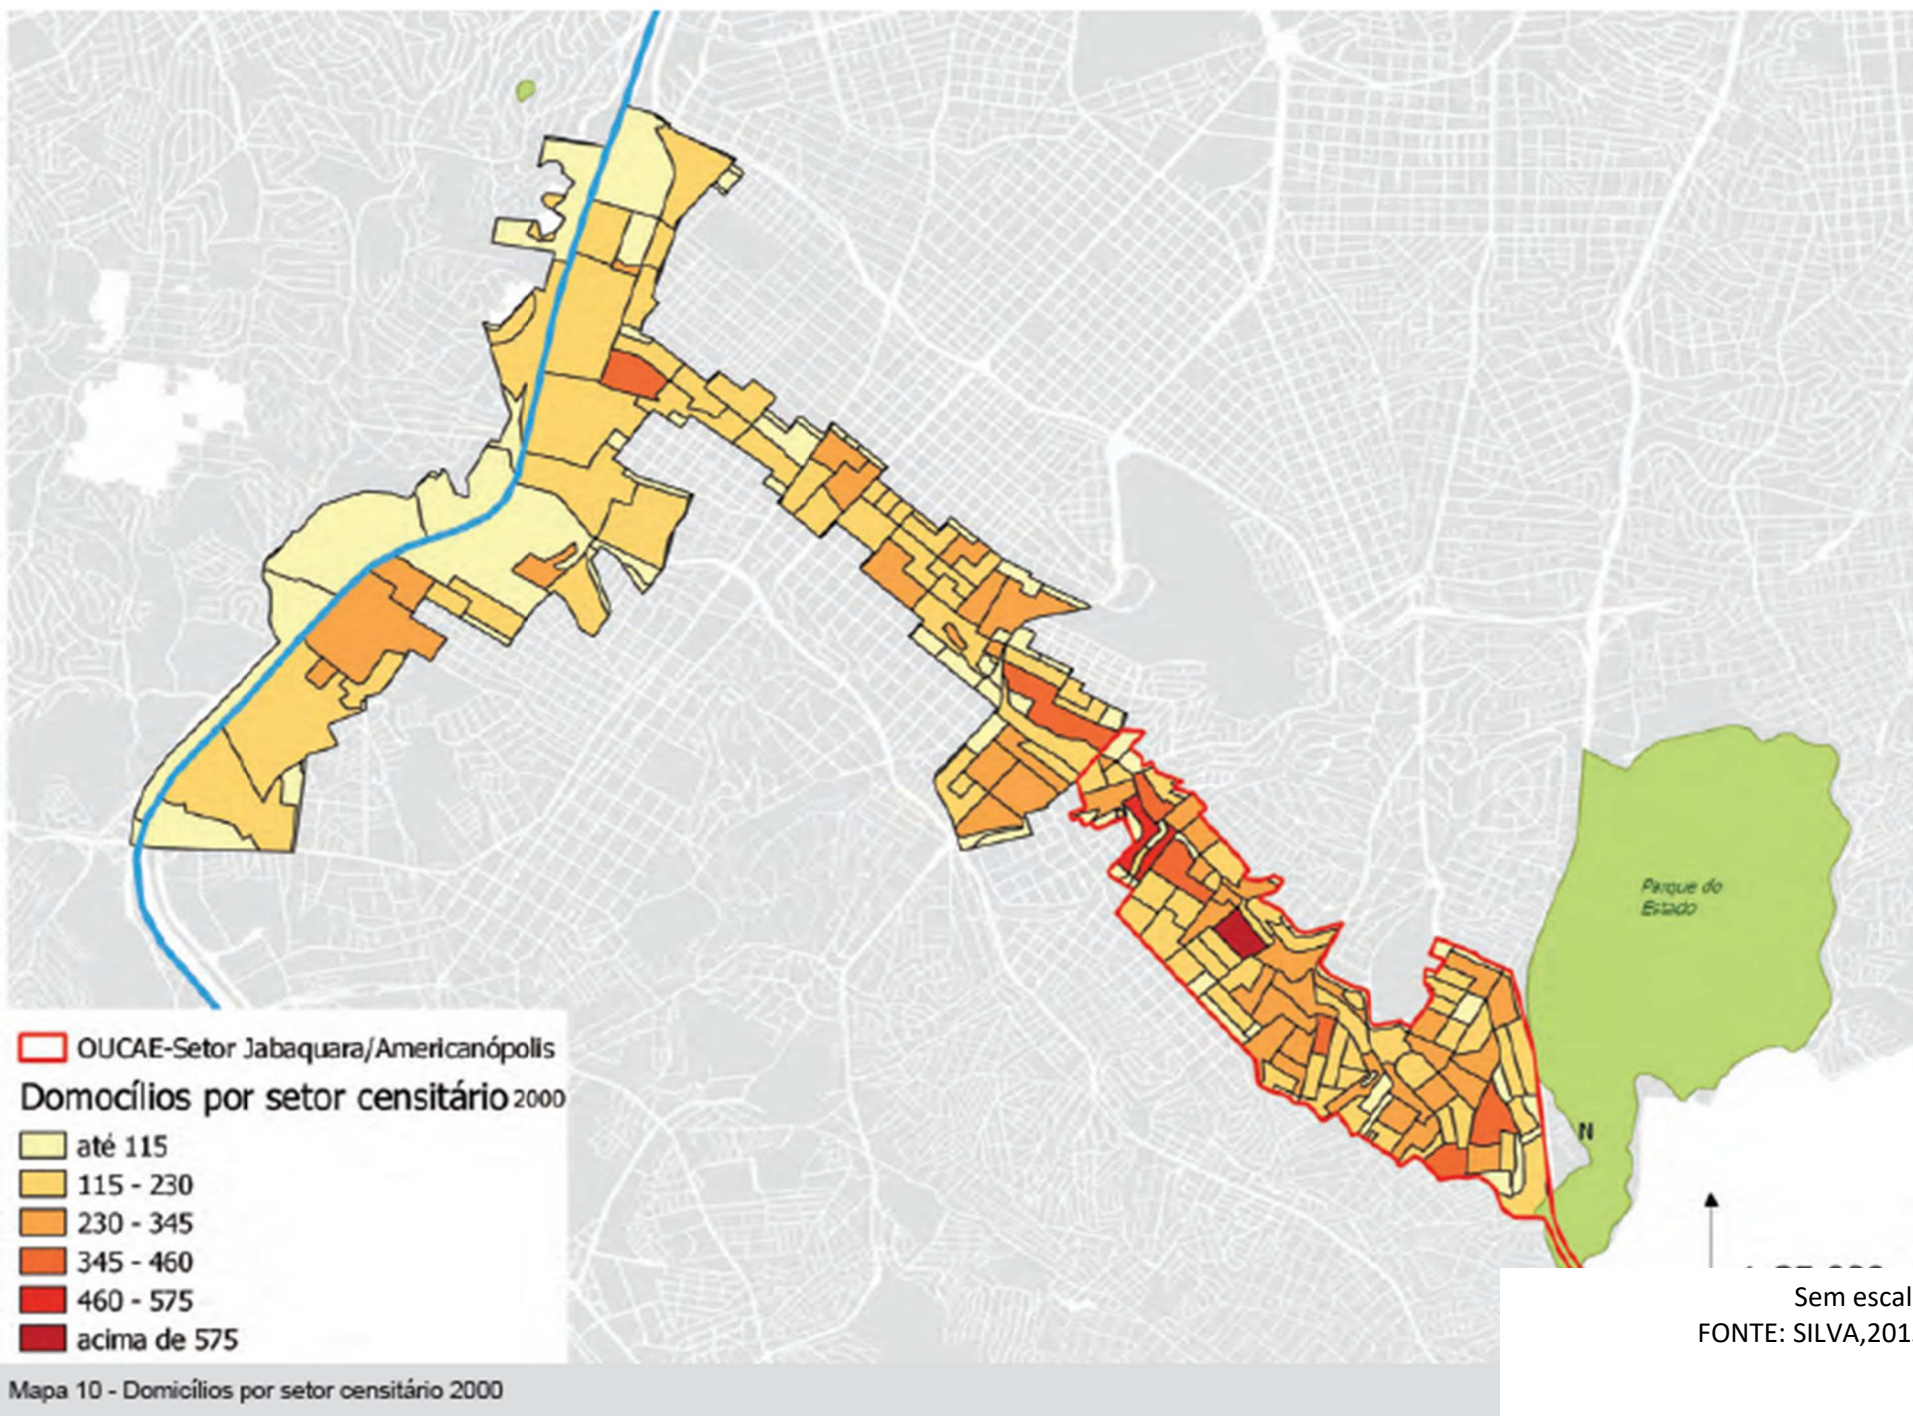 Parque do
Estado
N
OUCAE-Setor Jabaquara/Americanópolis
Domocílios por setor censitário 2000
até 115
115 - 230
230 - 345
345 - 460
460 - 575
acima de 575
Sem escal
FONTE: SILVA,201
Mapa 10 - Domicílios por setor censitário 2000